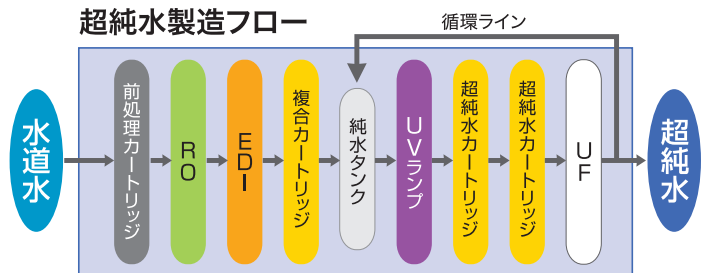 超純水製造フロー
循環ライン
水道水
前処理カートリッジ
RO
EDI
複合カートリッジ
純水タンク
UVランプ
超純水カートリッジ
超純水カートリッジ
UF
超純水